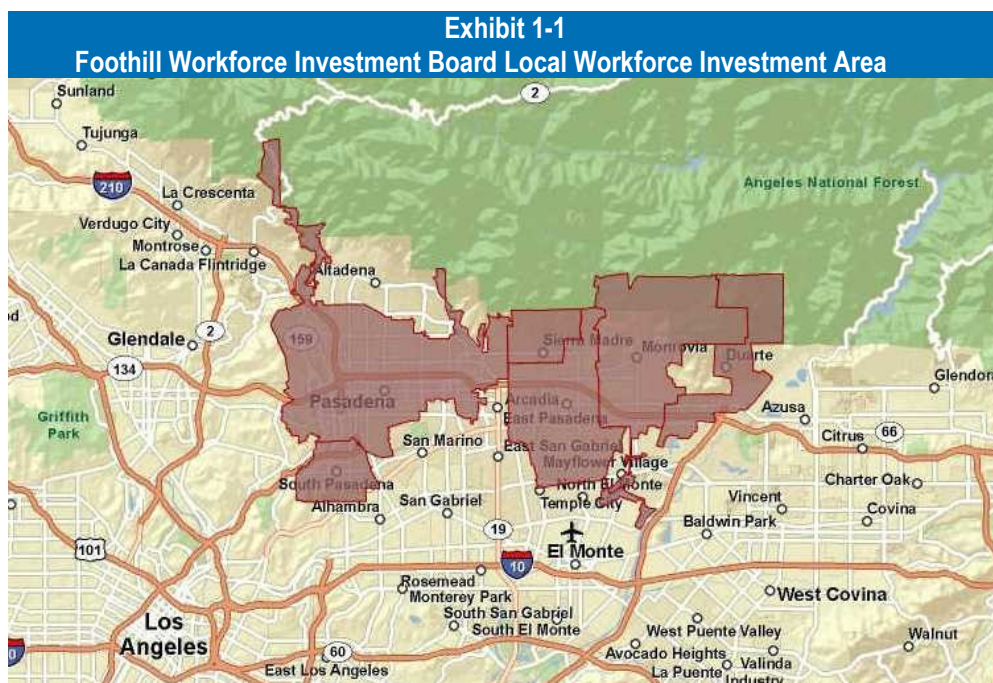 Exhibit 1-1
Foothill Workforce Investment Board Local Workforce Investment Area
Sunland
2
Tujunga
210
La Crescenta
Angeles National Forest
Verdugo City
Montrose
La Canada Flintridge
Altadena
Glendale
2
159
Sierra Madre
Monrovia
Duarte
134
Glendora
Pasadena
Arcadia
East Pasadena
Azusa
Griffith
Park
San Marino
East San Gabriel
Citrus
66
Mayflower Village
South Pasadena
North El Monte
Charter Oak
Alhambra
San Gabriel
Temple City
Vincent
Covina
19
Baldwin Park
101
El Monte
10
Rosemead
Monterey Park
West Covina
Los
Angeles
South San Gabriel
South El Monte
West Puente Valley
Walnut
60
Avocado Heights
East Los Angeles
La Puente
Valinda
Industry